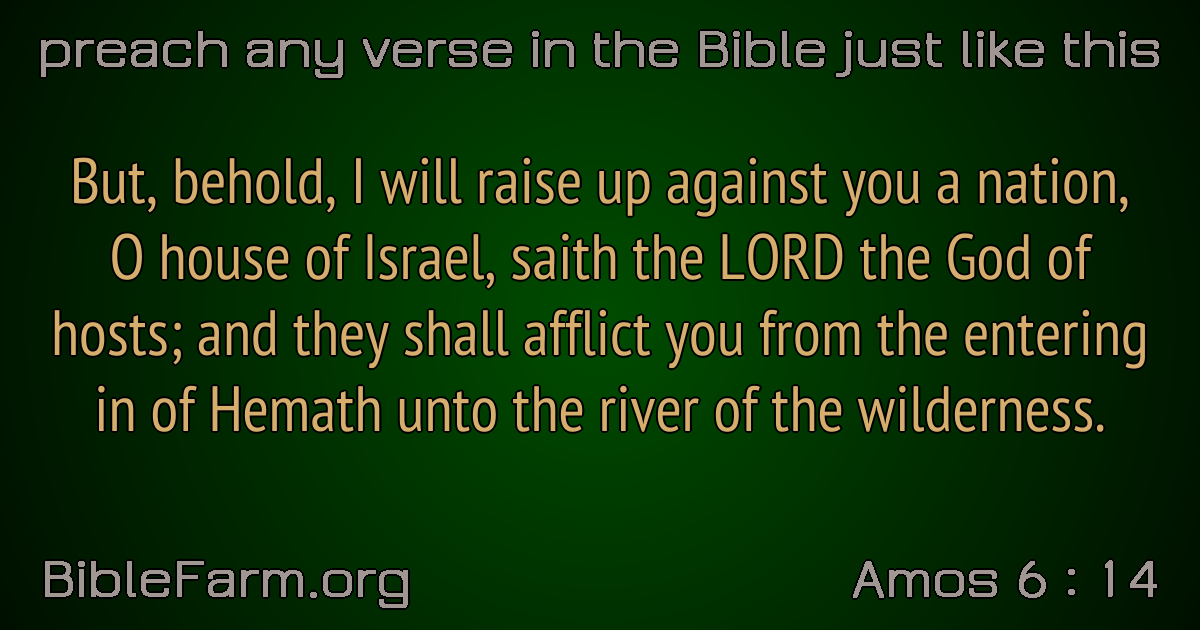 preach any verse in the Bible just like this
But, behold, I will raise up against you a nation,
O house of Israel, saith the LORD the God of
hosts; and they shall afflict you from the entering
in of Hemath unto the river of the wilderness.
BibleFarm.org
Amos 6 : 14